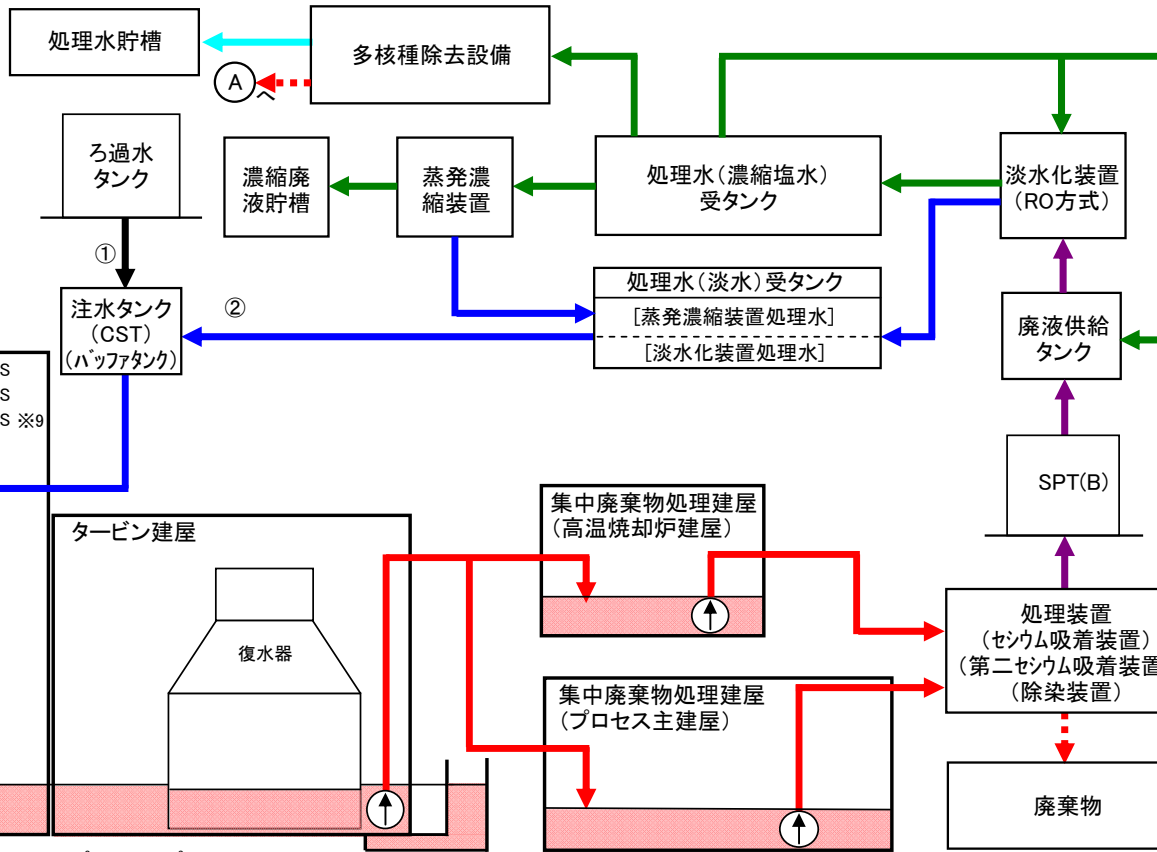 処理水貯槽
多核種除去設備
A
へ
ろ過水
タンク
濃縮廃
液貯槽
蒸発濃
縮装置
処理水(濃縮塩水)
受タンク
淡水化装置
(RO方式)
①
注水タンク
(CST)
(バッファタンク)
②
処理水(淡水)受タンク
[蒸発濃縮装置処理水]
[淡水化装置処理水]
廃液供給
タンク
S
S
S ※9
SPT(B)
タービン建屋
復水器
集中廃棄物処理建屋
(高温焼却炉建屋)
集中廃棄物処理建屋
(プロセス主建屋)
処理装置
(セシウム吸着装置)
(第二セシウム吸着装置
(除染装置)
廃棄物